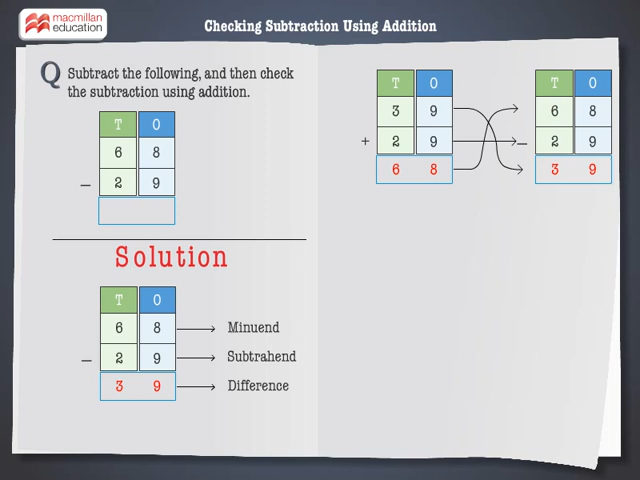 macmillan
education
Checking Subtraction Using Addition
Q Subtract the following, and then check
the subtraction using addition.
T O
6 8
– 2 9
Solution
T O
6 8 → Minuend
– 2 9 → Subtrahend
3 9 → Difference
T O
3 9
+ 2 9
6 8
T O
6 8
– 2 9
3 9